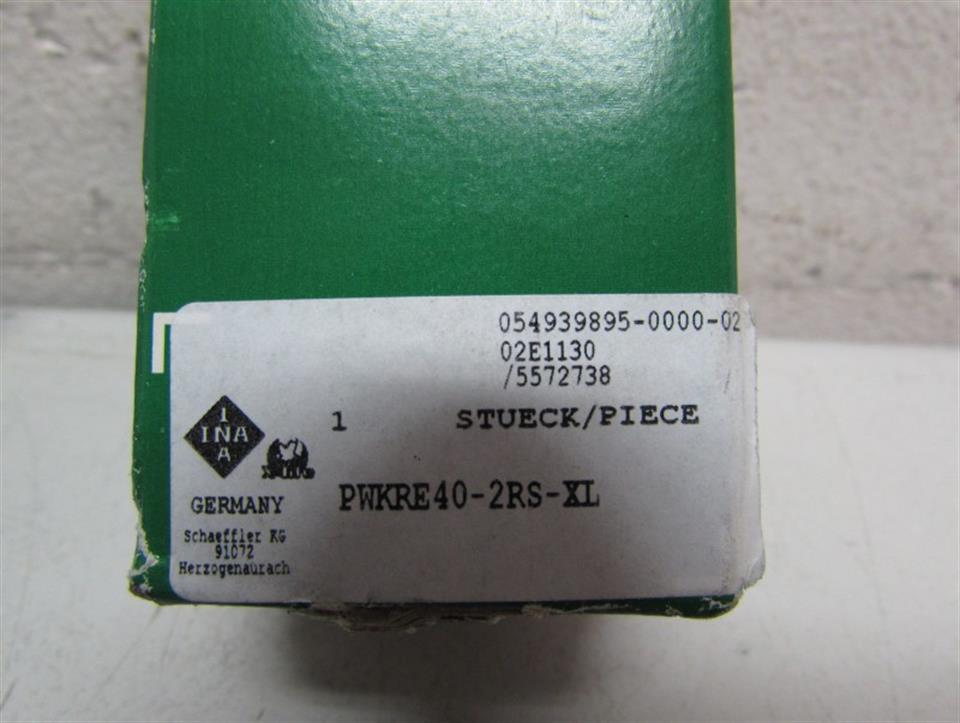 054939895-0000-02
02E1130
/5572738
1 STUECK/PIECE
I
INA
A
GERMANY
PWKRE40-2RS-XL
Schaeffler KG
91072
Herzogenaurach